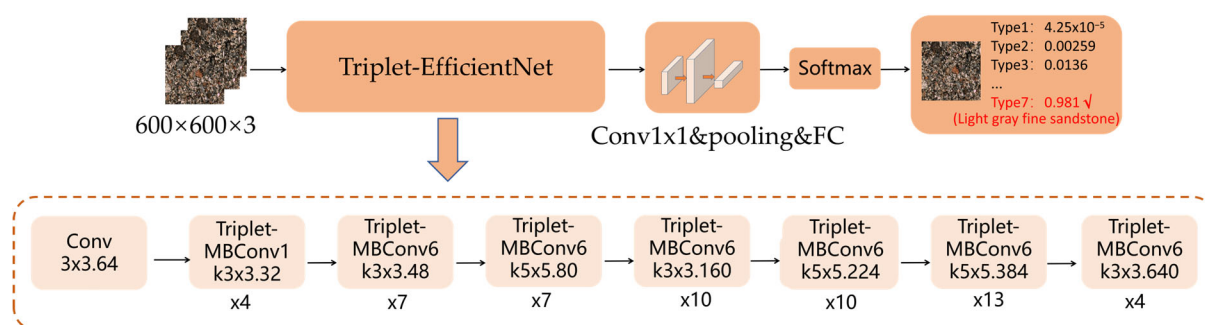 600×600×3
Triplet-EfficientNet
Conv1x1&pooling&FC
Softmax
Type1: 4.25x10⁻⁵
Type2: 0.00259
Type3: 0.0136
...
Type7: 0.981 √
(Light gray fine sandstone)
Conv
3x3.64
Triplet-
MBConv1
k3x3.32
x4
Triplet-
MBConv6
k3x3.48
x7
Triplet-
MBConv6
k5x5.80
x7
Triplet-
MBConv6
k3x3.160
x10
Triplet-
MBConv6
k5x5.224
x10
Triplet-
MBConv6
k5x5.384
x13
Triplet-
MBConv6
k3x3.640
x4